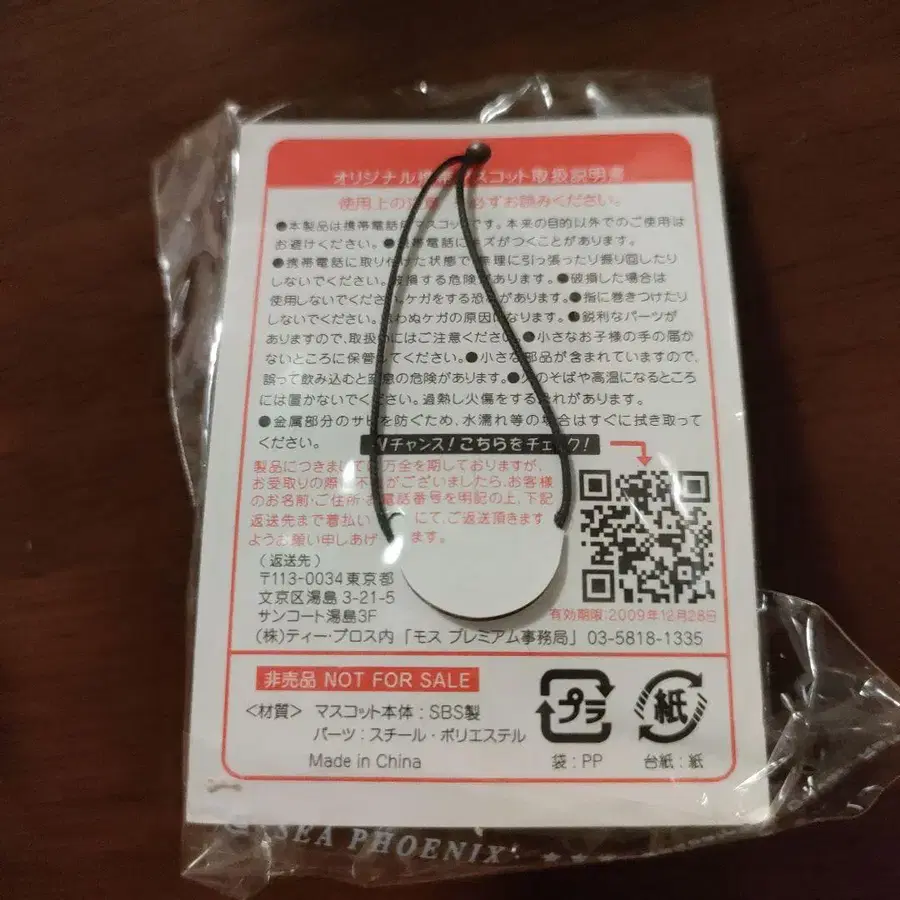 オリジナル携帯マスコット取扱説明書
使用上の注意 必ずお読みください。
●本製品は携帯電話用マスコットです。本来の目的以外でのご使用は
お避けください。●携帯電話にキズがつくことがあります。
●携帯電話に取り付けた状態で、無理に引っ張ったり振り回したり
しないでください。破損する危険があります。●破損した場合は
使用しないでください。ケガをする恐れがあります。●指に巻きつけたり
しないでください。思わぬケガの原因になります。●鋭利なパーツが
ありますので、取扱いにはご注意ください。●小さなお子様の手の届か
ないところに保管してください。●小さな部品が含まれていますので、
誤って飲み込むと窒息の危険があります。●火のそばや高温になるところ
には置かないでください。過熱し火傷をする恐れがあります。
●金属部分のサビを防ぐため、水濡れ等の場合はすぐに拭き取って
ください。
Wチャンス!こちらをチェック!
製品につきましては万全を期しておりますが、
お受取りの際 不 がございましたら、お客様
のお名前・ご住所・お電話番号を明記の上、下記
返送先まで着払い にて、ご返送頂きます
ようお願い申しあげ ます。
(返送先)
〒113-0034 東京都
文京区湯島 3-21-5
サンコート湯島3F
有効期限:2009年12月28日
(株)ティー・プロス内「モス プレミアム事務局」 03-5818-1335
非売品 NOT FOR SALE
<材質> マスコット本体:SBS製
パーツ:スチール・ポリエステル
Made in China
プラ
袋:PP
紙
台紙:紙
SEA PHOENIX